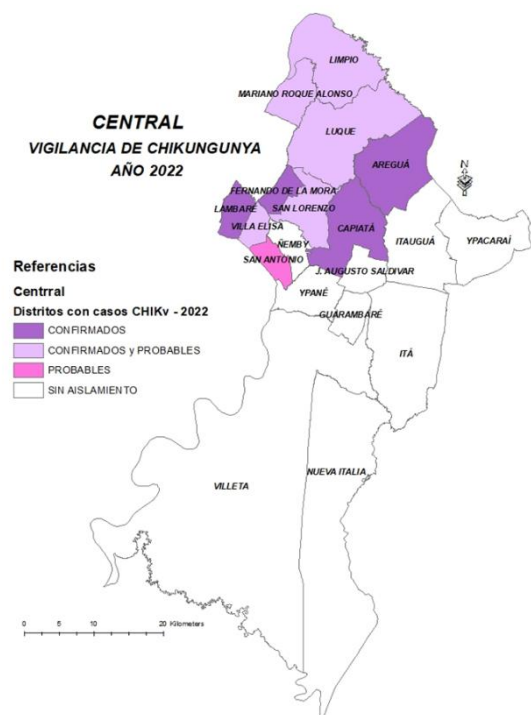 CENTRAL
VIGILANCIA DE CHIKUNGUNYA
AÑO 2022
LIMPIO
MARIANO ROQUE ALONSO
LUQUE
AREGUÁ
N
FERNANDO DE LA MORA
LAMBARÉ
SAN LORENZO
CAPIATÁ
VILLA ELISA
ITAUGUÁ
YPACARAÍ
ÑEMBY
SAN ANTONIO
J. AUGUSTO SALDIVAR
YPANÉ
GUARAMBARÉ
ITÁ
Referencias
Centrral
Distritos con casos CHIKv - 2022
CONFIRMADOS
CONFIRMADOS y PROBABLES
PROBABLES
SIN AISLAMIENTO
VILLETA
NUEVA ITALIA
0 5 10 20 Kilometers